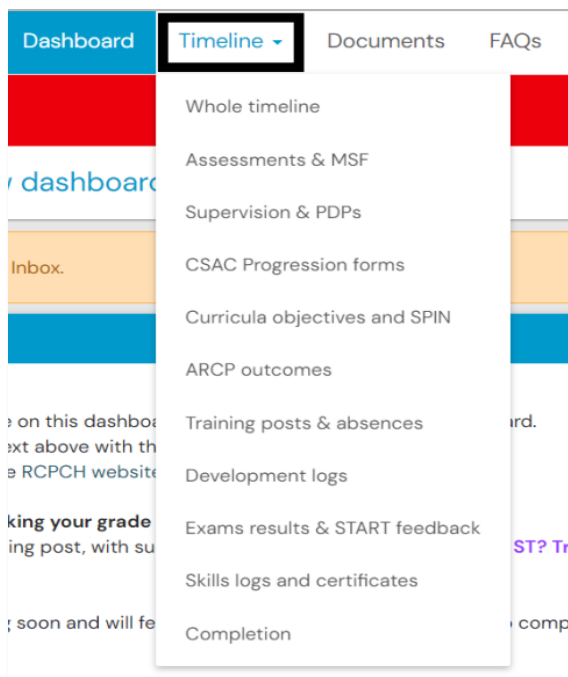 Dashboard Timeline Documents FAQs
Whole timeline
Assessments & MSF
dashboard
Supervision & PDPs
Inbox.
CSAC Progression forms
Curricula objectives and SPIN
ARCP outcomes
on this dashboa Training posts & absences rd.
ext above with th
RCPCH website
Development logs
king your grade
Exams results & START feedback
ing post, with su ST? Tr
Skills logs and certificates
soon and will fe comp
Completion